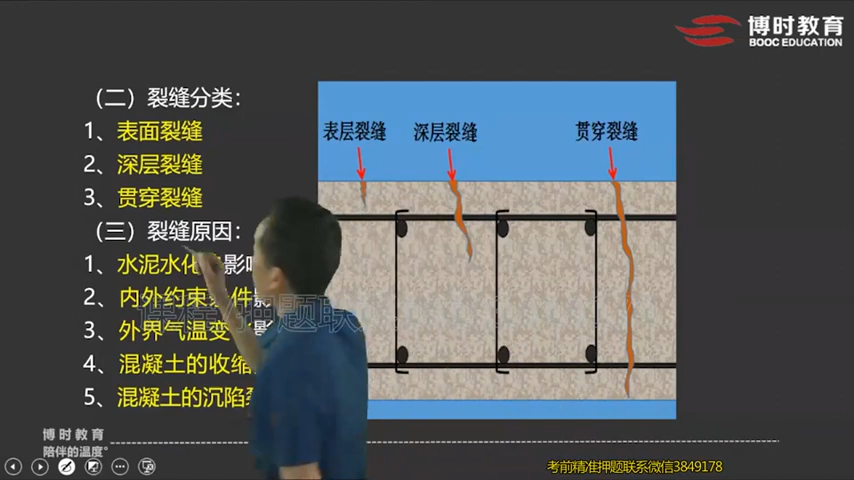 博时教育
BOOC EDUCATION
（二）裂缝分类：
1、表面裂缝
2、深层裂缝
3、贯穿裂缝
（三）裂缝原因：
1、水泥水化 影
2、内外约束条件影
3、外界气温变 影
4、混凝土的收缩
5、混凝土的沉陷
表层裂缝
深层裂缝
贯穿裂缝
博时教育
陪伴的温度°
考前精准押题联系微信3849178